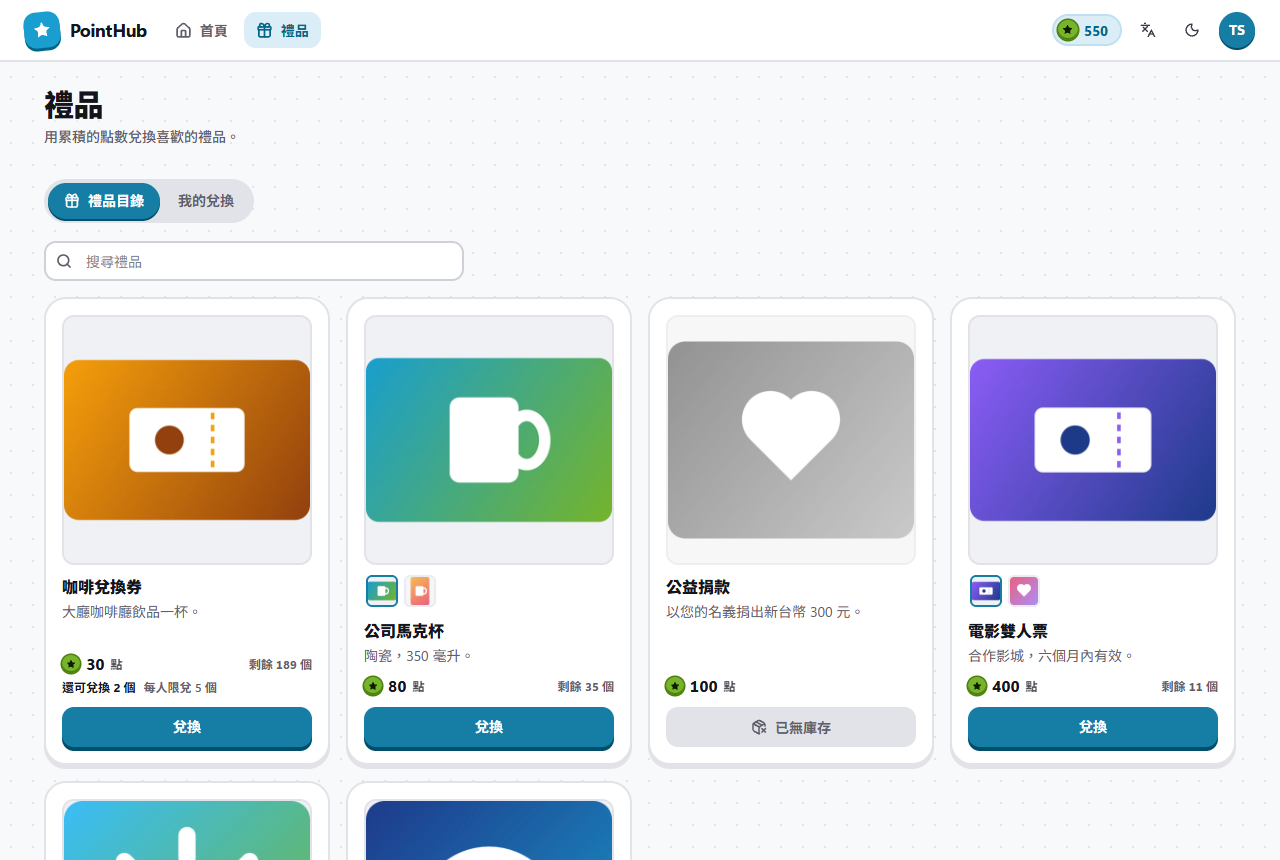 PointHub
首頁
禮品
550
TS
禮品
用累積的點數兌換喜歡的禮品。
禮品目錄
我的兌換
搜尋禮品
咖啡兌換券
大廳咖啡廳飲品一杯。
30 點
剩餘 189 個
還可兌換 2 個 每人限兌 5 個
兌換
公司馬克杯
陶瓷，350 毫升。
80 點
剩餘 35 個
兌換
公益捐款
以您的名義捐出新台幣 300 元。
100 點
已無庫存
電影雙人票
合作影城，六個月內有效。
400 點
剩餘 11 個
兌換